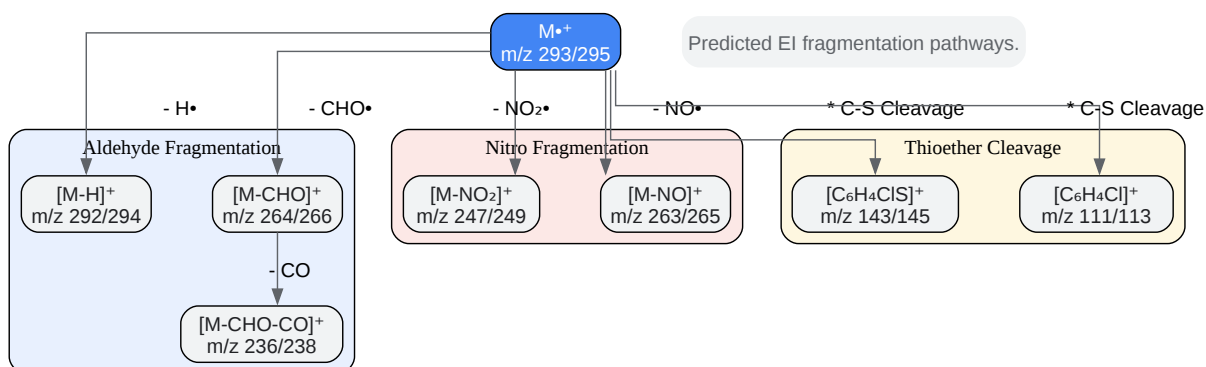 M•⁺
m/z 293/295
Predicted EI fragmentation pathways.
- H•
- CHO•
- NO₂•
- NO•
* C-S Cleavage
* C-S Cleavage
Aldehyde Fragmentation
Nitro Fragmentation
Thioether Cleavage
[M-H]⁺
m/z 292/294
[M-CHO]⁺
m/z 264/266
[M-NO₂]⁺
m/z 247/249
[M-NO]⁺
m/z 263/265
[C₆H₄ClS]⁺
m/z 143/145
[C₆H₄Cl]⁺
m/z 111/113
- CO
[M-CHO-CO]⁺
m/z 236/238